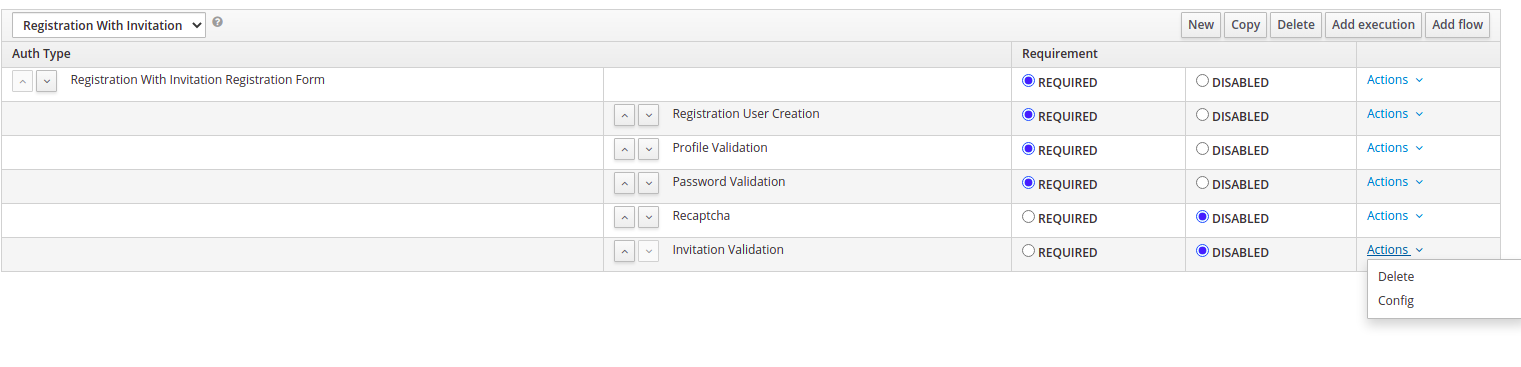 Registration With Invitation New Copy Delete Add execution Add flow
Auth Type Requirement
Registration With Invitation Registration Form REQUIRED DISABLED Actions
Registration User Creation REQUIRED DISABLED Actions
Profile Validation REQUIRED DISABLED Actions
Password Validation REQUIRED DISABLED Actions
Recaptcha REQUIRED DISABLED Actions
Invitation Validation REQUIRED DISABLED Actions
Delete
Config